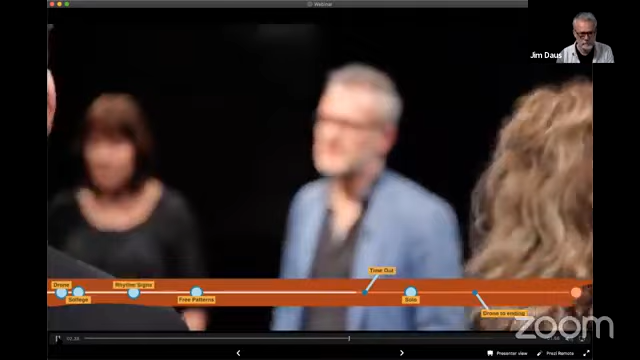 Webinar
Jim Daus
Time Out
Drone
Rhythm Signs
Solfege
Free Patterns
Solo
Drone to ending
zoom
Presenter view
Prezi Remote